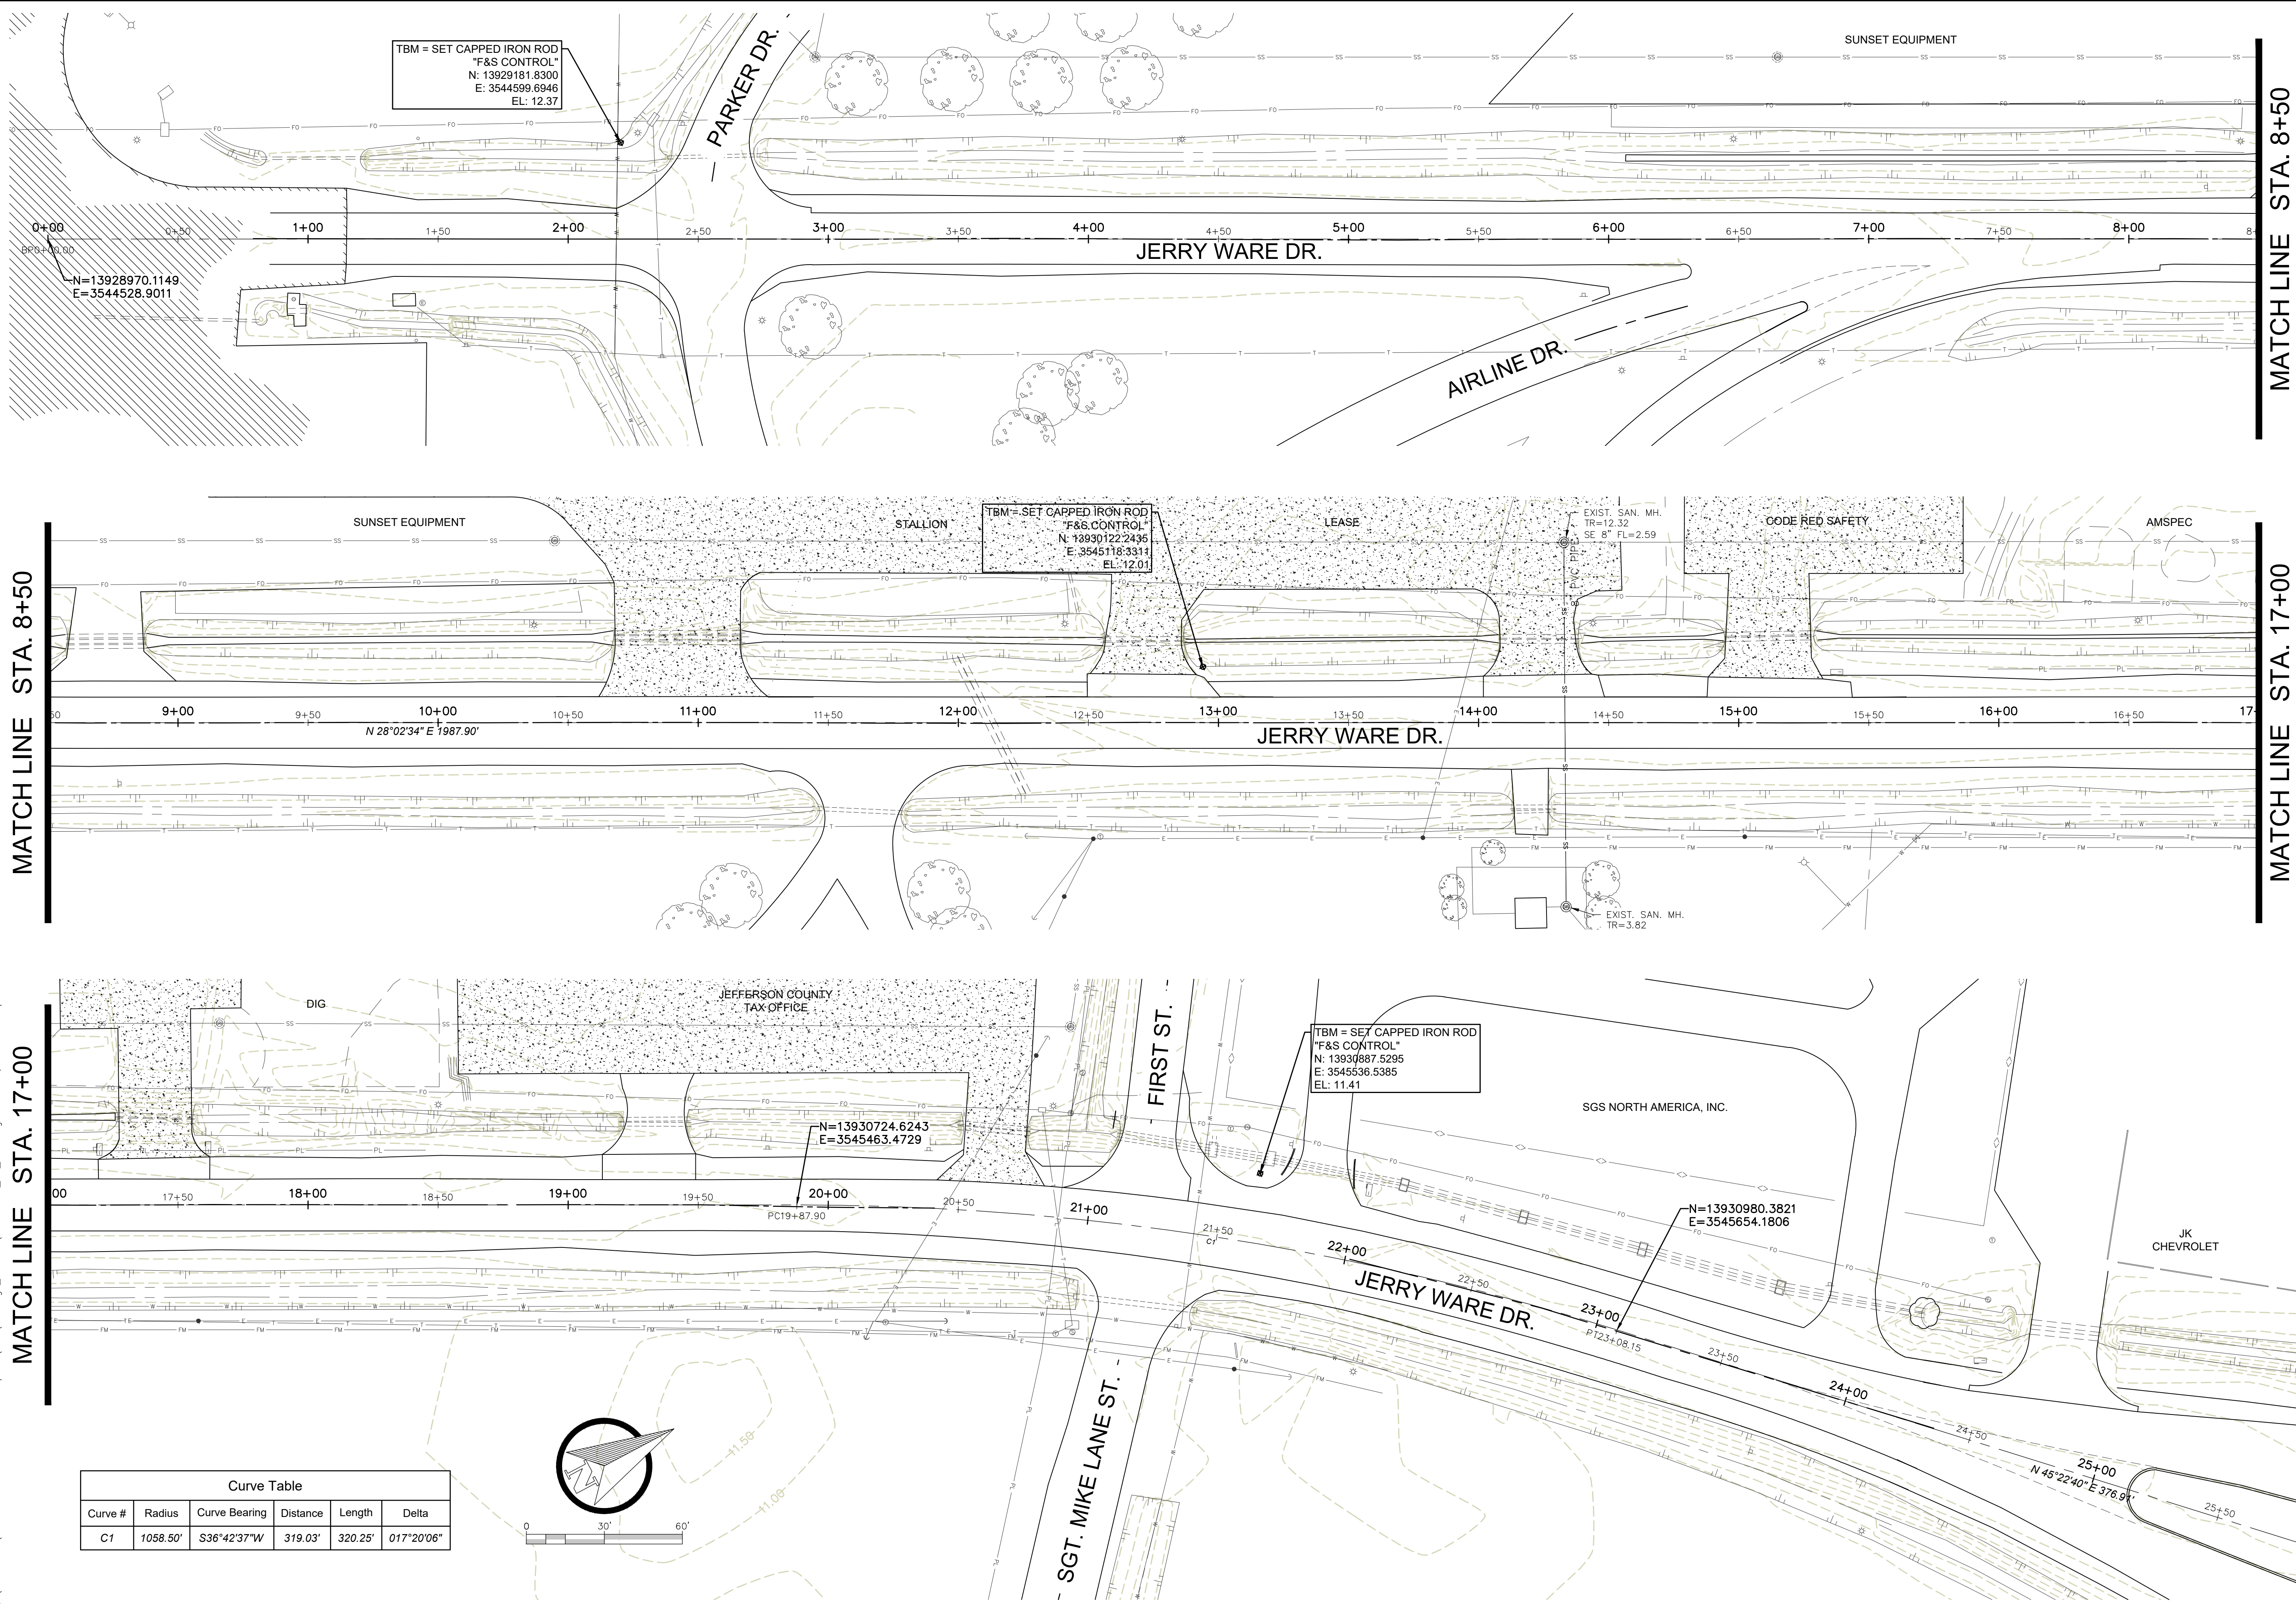 SUNSET EQUIPMENT
TBM = SET CAPPED IRON ROD
"F&S CONTROL"
N: 13929181.8300
E: 3544599.6946
EL: 12.37
PARKER DR.
MATCH LINE STA. 8+50
0+00
0+50
1+00
1+50
2+00
2+50
3+00
3+50
4+00
4+50
5+00
5+50
6+00
6+50
7+00
7+50
8+00
BP0+00.00
JERRY WARE DR.
N=13928970.1149
E=3544528.9011
AIRLINE DR.
MATCH LINE STA. 8+50
SUNSET EQUIPMENT
STALLION
TBM = SET CAPPED IRON ROD
"F&S CONTROL"
N: 13930122.2435
E: 3545118.3311
EL: 12.01
LEASE
EXIST. SAN. MH.
TR=12.32
SE 8" FL=2.59
8" PVC PIPE
CODE RED SAFETY
AMSPEC
MATCH LINE STA. 17+00
9+00
9+50
10+00
10+50
11+00
11+50
12+00
12+50
13+00
13+50
14+00
14+50
15+00
15+50
16+00
16+50
N 28°02'34" E 1987.90'
JERRY WARE DR.
EXIST. SAN. MH.
TR=3.82
MATCH LINE STA. 17+00
DIG
JEFFERSON COUNTY
TAX OFFICE
FIRST ST.
TBM = SET CAPPED IRON ROD
"F&S CONTROL"
N: 13930887.5295
E: 3545536.5385
EL: 11.41
SGS NORTH AMERICA, INC.
N=13930724.6243
E=3545463.4729
17+50
18+00
18+50
19+00
19+50
20+00
20+50
21+00
21+50
C1
22+00
22+50
23+00
23+50
24+00
24+50
25+00
25+50
PC19+87.90
N=13930980.3821
E=3545654.1806
PT23+08.15
JK
CHEVROLET
JERRY WARE DR.
N 45°22'40" E 376.91'
SGT. MIKE LANE ST.
11.50
11.00
N
0 30' 60'
Curve Table
Curve # Radius Curve Bearing Distance Length Delta
C1 1058.50' S36°42'37"W 319.03' 320.25' 017°20'06"